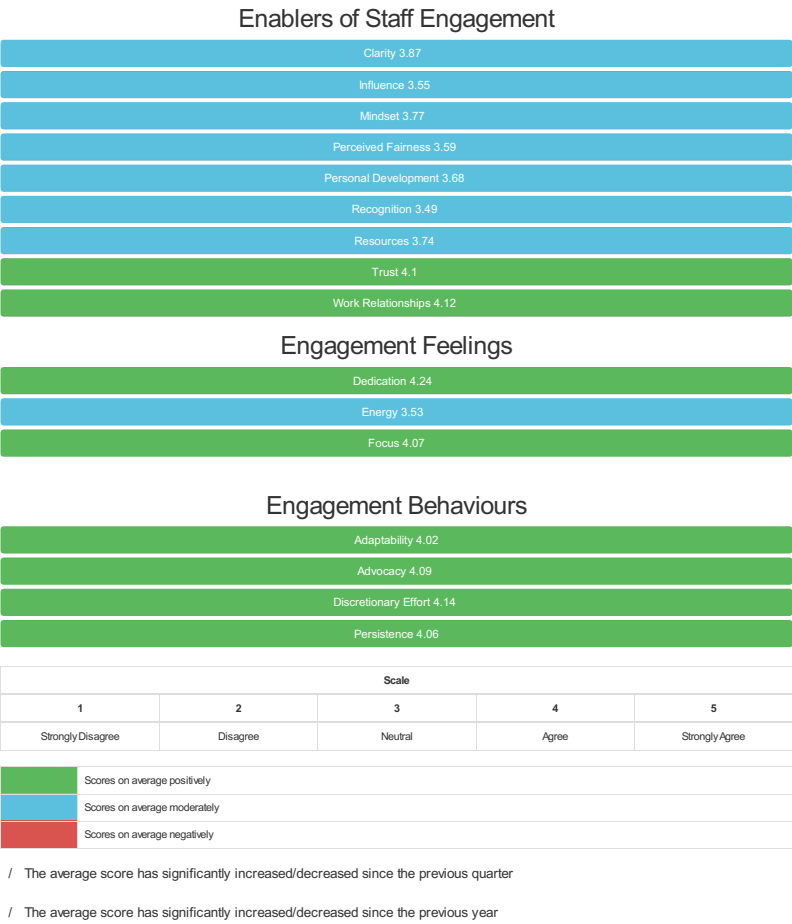 Enablers of Staff Engagement
Clarity 3.87
Influence 3.55
Mindset 3.77
Perceived Fairness 3.59
Personal Development 3.68
Recognition 3.49
Resources 3.74
Trust 4.1
Work Relationships 4.12
Engagement Feelings
Dedication 4.24
Energy 3.53
Focus 4.07
Engagement Behaviours
Adaptability 4.02
Advocacy 4.09
Discretionary Effort 4.14
Persistence 4.06
Scale
1 2 3 4 5
Strongly Disagree Disagree Neutral Agree Strongly Agree
Scores on average positively
Scores on average moderately
Scores on average negatively
/ The average score has significantly increased/decreased since the previous quarter
/ The average score has significantly increased/decreased since the previous year